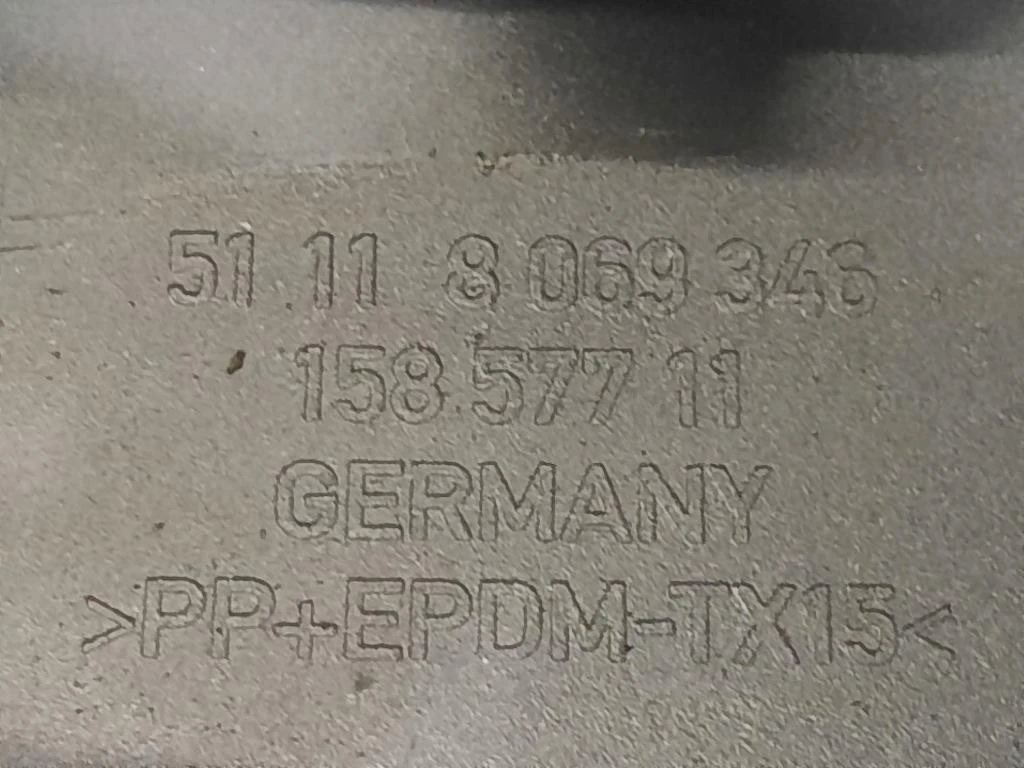 51 11 8 069 346
158 577 11
GERMANY
>PP+EPDM-TX15<